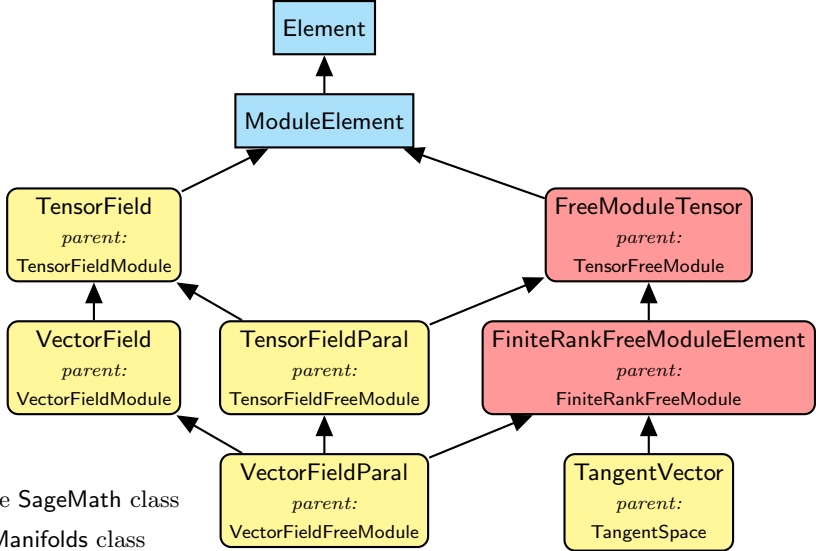 Element
ModuleElement
TensorField
parent:
TensorFieldModule
FreeModuleTensor
parent:
TensorFreeModule
VectorField
parent:
VectorFieldModule
TensorFieldParal
parent:
TensorFieldFreeModule
FiniteRankFreeModuleElement
parent:
FiniteRankFreeModule
VectorFieldParal
parent:
VectorFieldFreeModule
TangentVector
parent:
TangentSpace
SageMath class
Manifolds class